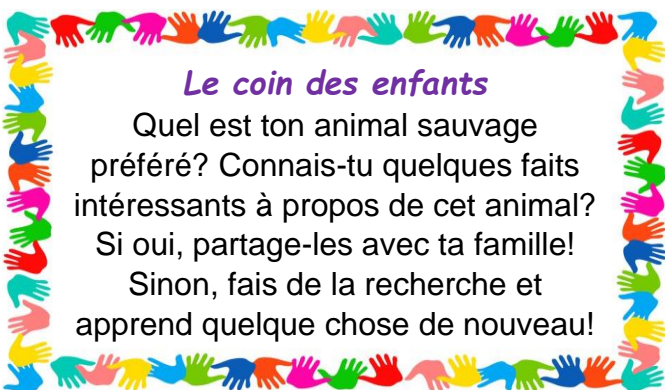 Le coin des enfants
Quel est ton animal sauvage
préféré? Connais-tu quelques faits
intéressants à propos de cet animal?
Si oui, partage-les avec ta famille!
Sinon, fais de la recherche et
apprend quelque chose de nouveau!